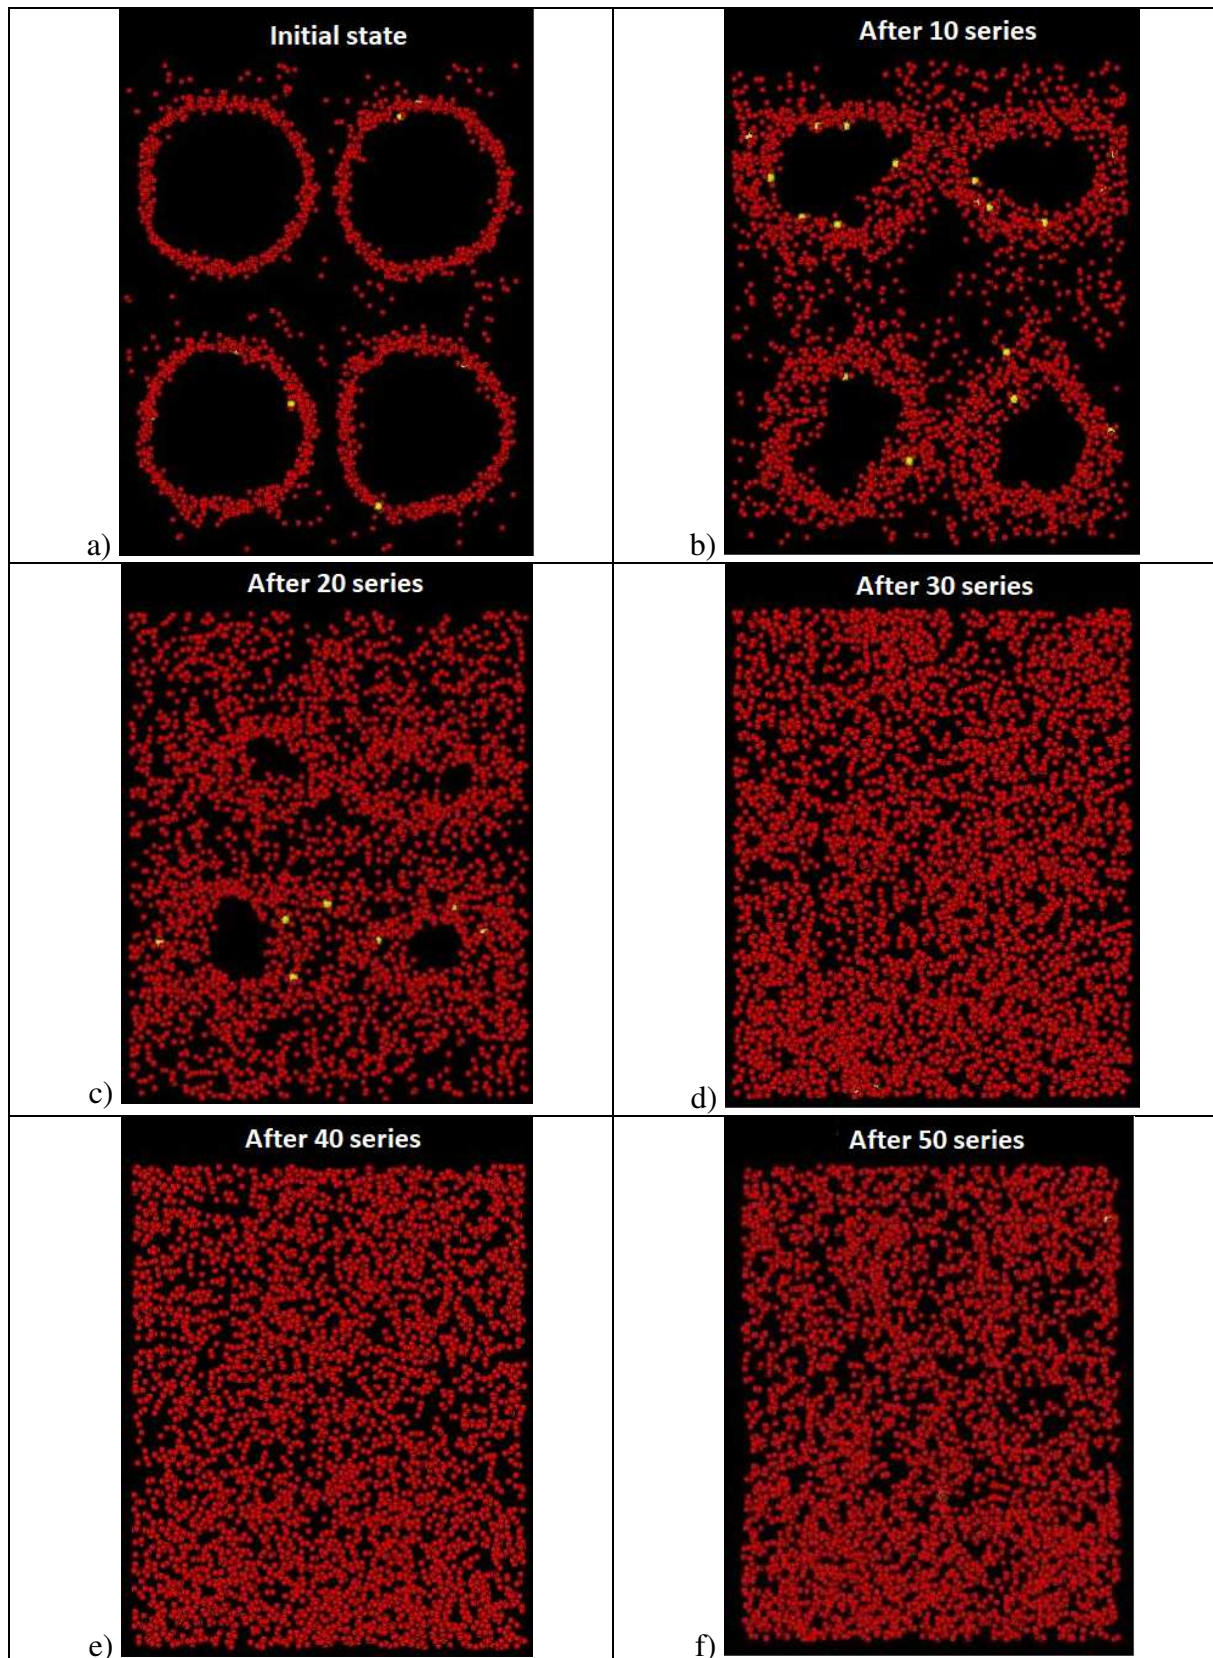 Initial state
a)
After 10 series
b)
After 20 series
c)
After 30 series
d)
After 40 series
e)
After 50 series
f)